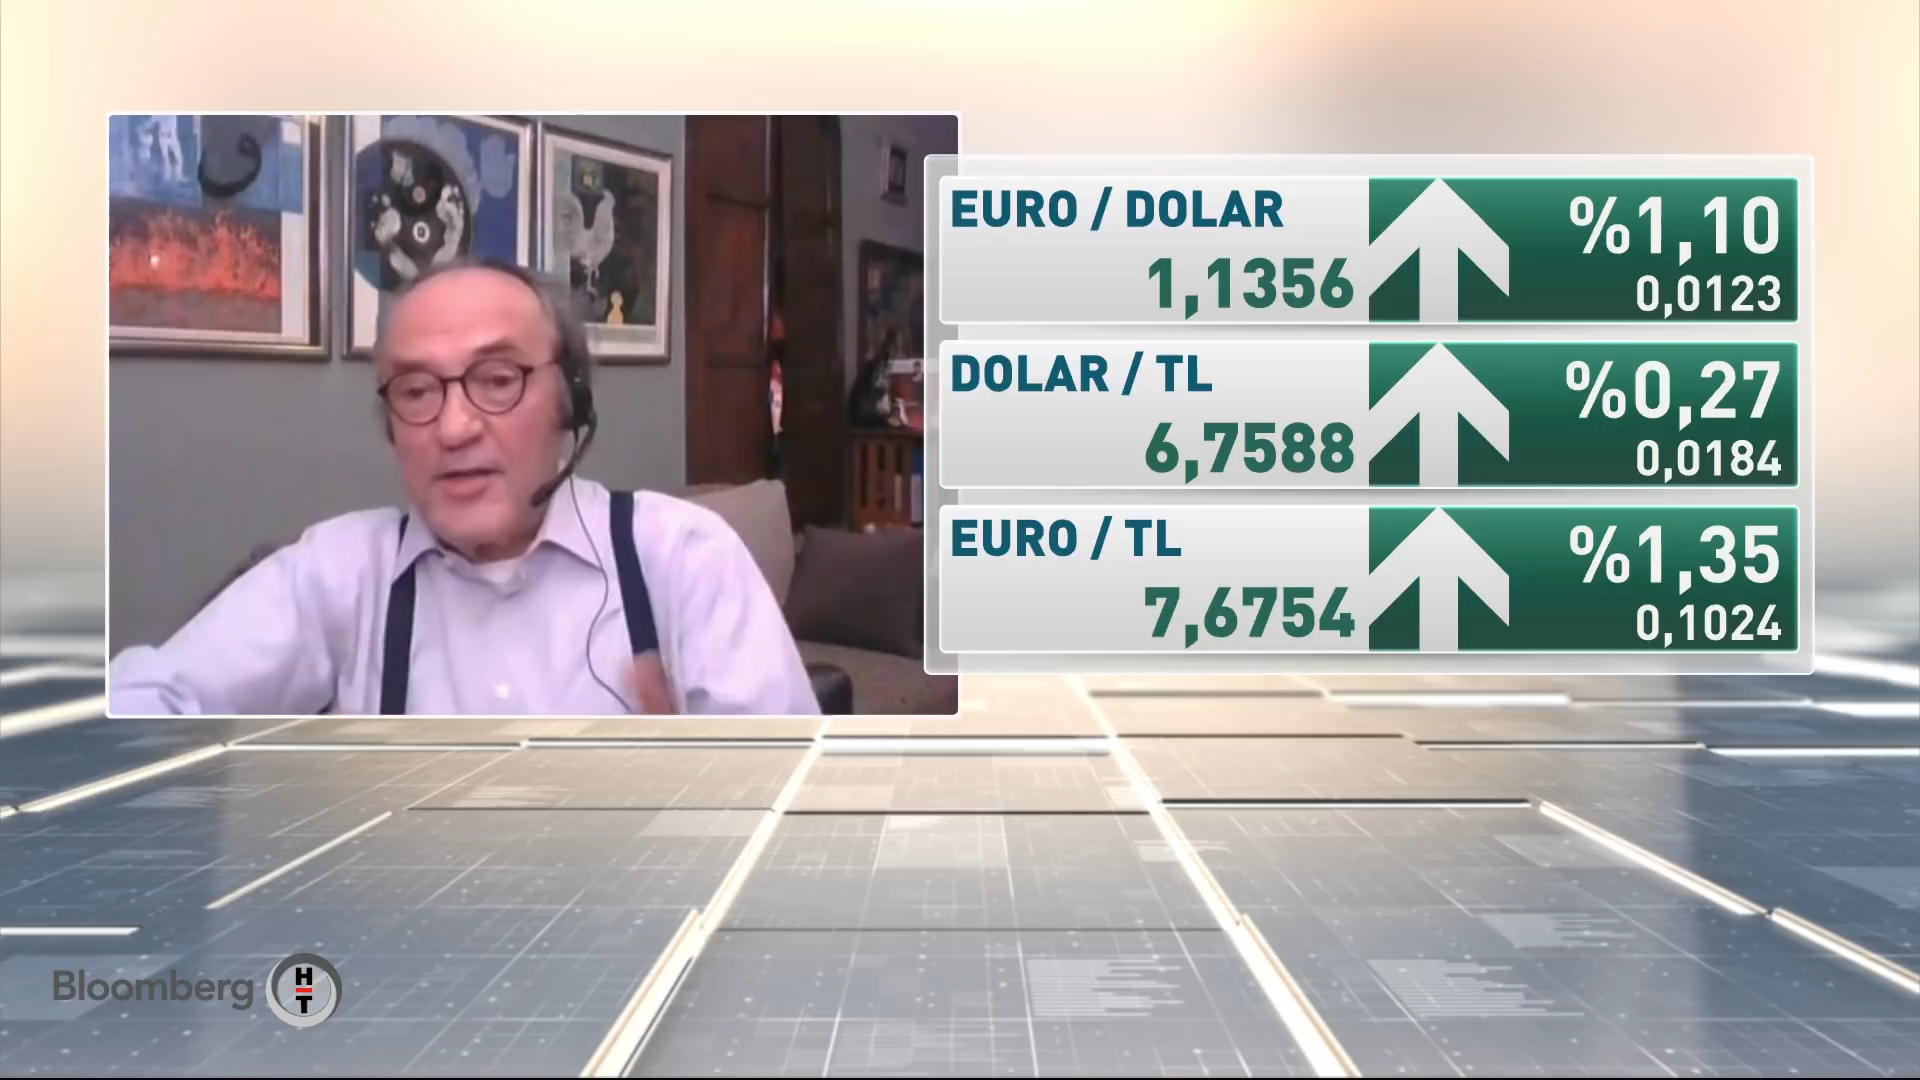 EURO / DOLAR
1,1356
%1,10
0,0123
DOLAR / TL
6,7588
%0,27
0,0184
EURO / TL
7,6754
%1,35
0,1024
Bloomberg HT